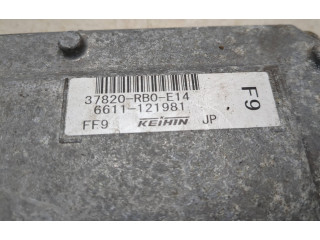 37820-RB0-E14
6611-121981
FF9 KEIHIN JP
F9